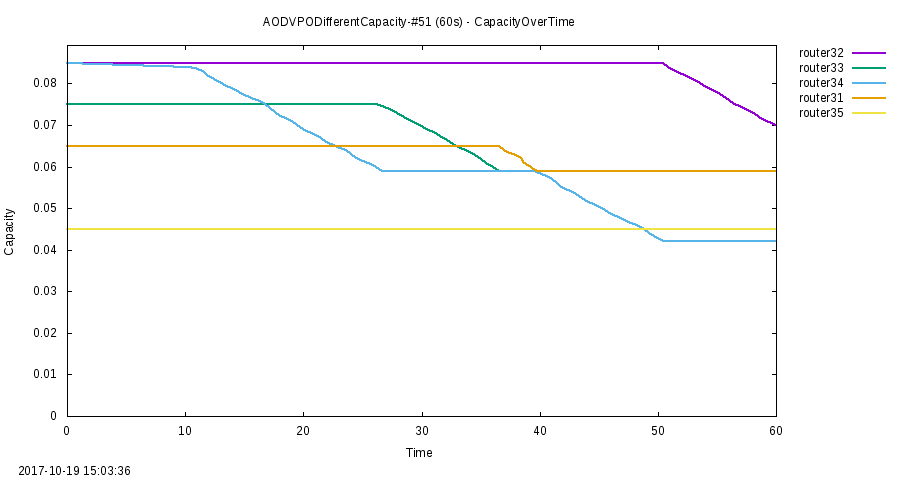 AODVPODifferentCapacity-#51 (60s) - CapacityOverTime
router32
router33
router34
router31
router35
0.08
0.07
0.06
0.05
0.04
0.03
0.02
0.01
0
Capacity
0 10 20 30 40 50 60
Time
2017-10-19 15:03:36